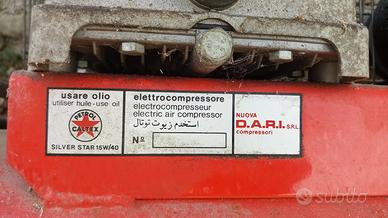 usare olio
utiliser huile-use oil
PETROL
CALTEX
SILVER STAR 15W/40
elettrocompressore
electrocompresseur
electric air compressor
استخدم زيوت توتال
Nº
NUOVA
D.A.R.I. S.R.L.
compressori
subito